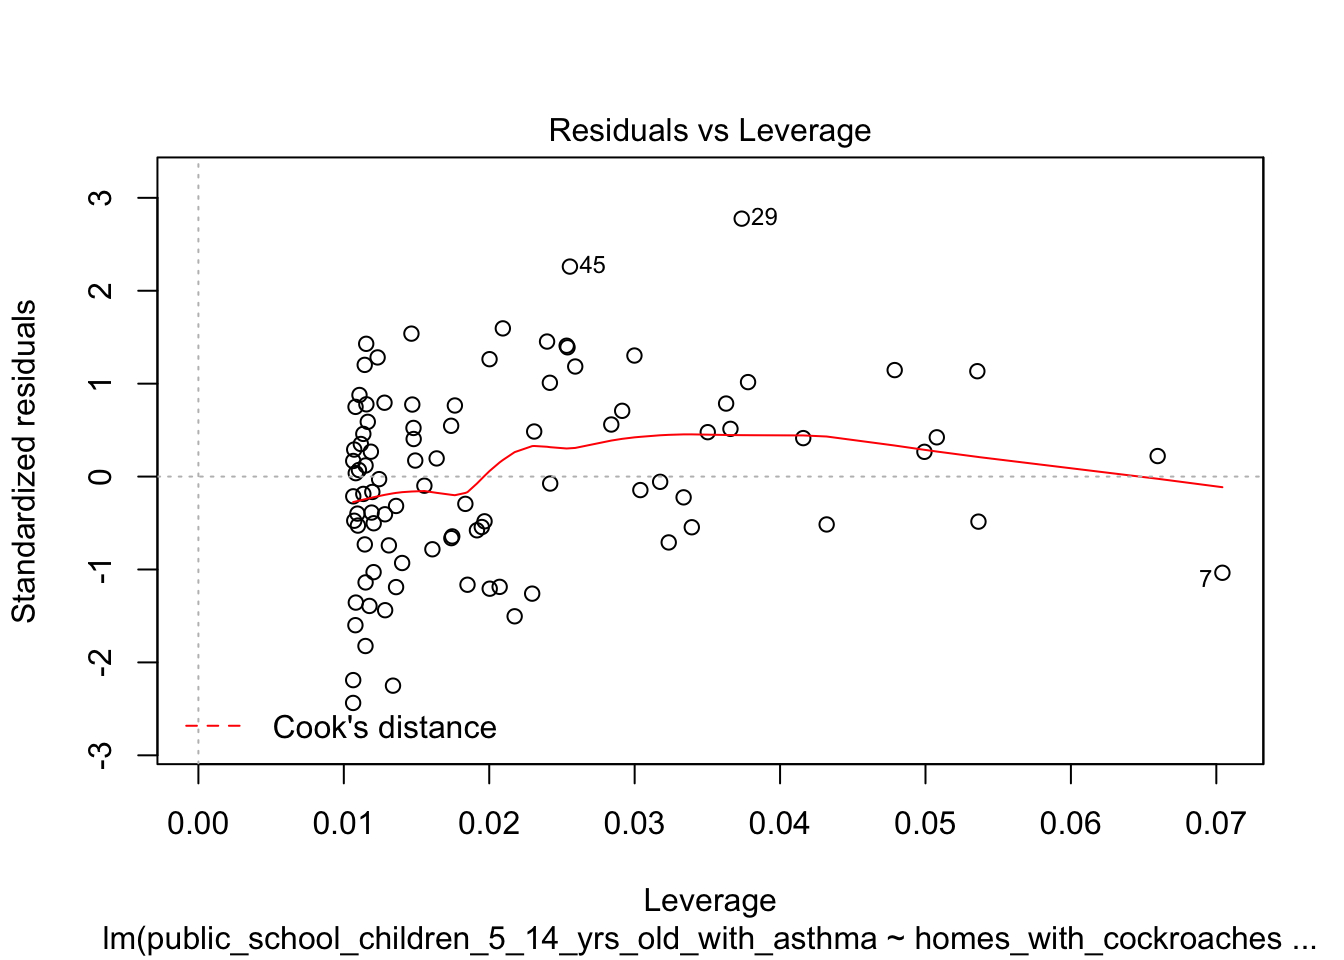 Residuals vs Leverage
Standardized residuals
3
2
1
0
-1
-2
-3
29
45
7
Cook's distance
0.00 0.01 0.02 0.03 0.04 0.05 0.06 0.07
Leverage
lm(public_school_children_5_14_yrs_old_with_asthma ~ homes_with_cockroaches ...